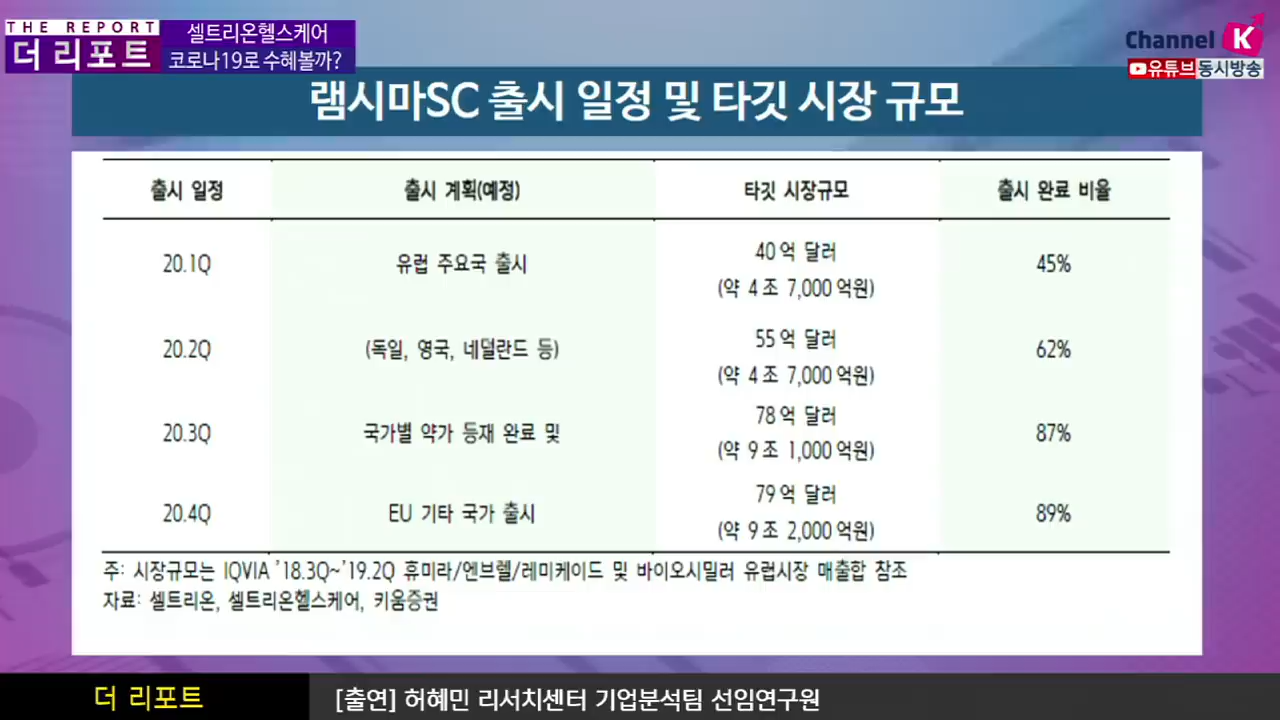 THE REPORT
더 리포트
셀트리온헬스케어
코로나19로 수혜볼까?
Channel K
유튜브 동시방송
램시마SC 출시 일정 및 타깃 시장 규모
출시 일정 출시 계획(예정) 타깃 시장규모 출시 완료 비율
20.1Q 유럽 주요국 출시 40억 달러 45%
(약 4조 7,000억원)
20.2Q (독일, 영국, 네덜란드 등) 55억 달러 62%
(약 4조 7,000억원)
20.3Q 국가별 약가 등재 완료 및 78억 달러 87%
(약 9조 1,000억원)
20.4Q EU 기타 국가 출시 79억 달러 89%
(약 9조 2,000억원)
주: 시장규모는 IQVIA '18.3Q~'19.2Q 휴미라/엔브렐/레미케이드 및 바이오시밀러 유럽시장 매출합 참조
자료: 셀트리온, 셀트리온헬스케어, 키움증권
더 리포트
[출연] 허혜민 리서치센터 기업분석팀 선임연구원